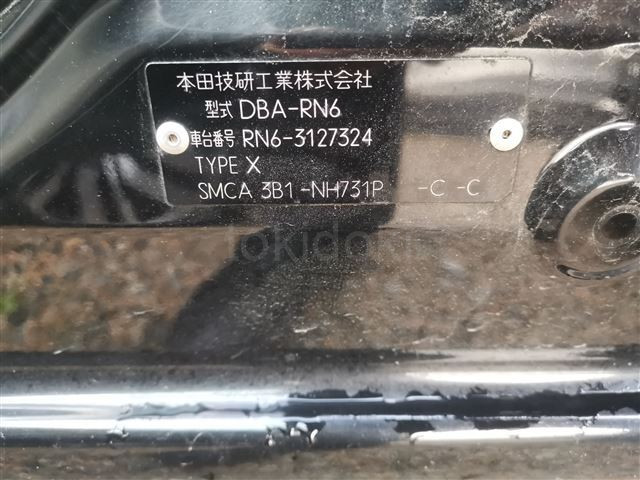 本田技研工業株式会社
型式 DBA-RN6
車台番号 RN6-3127324
TYPE X
SMCA 3B1 -NH731P -C -C